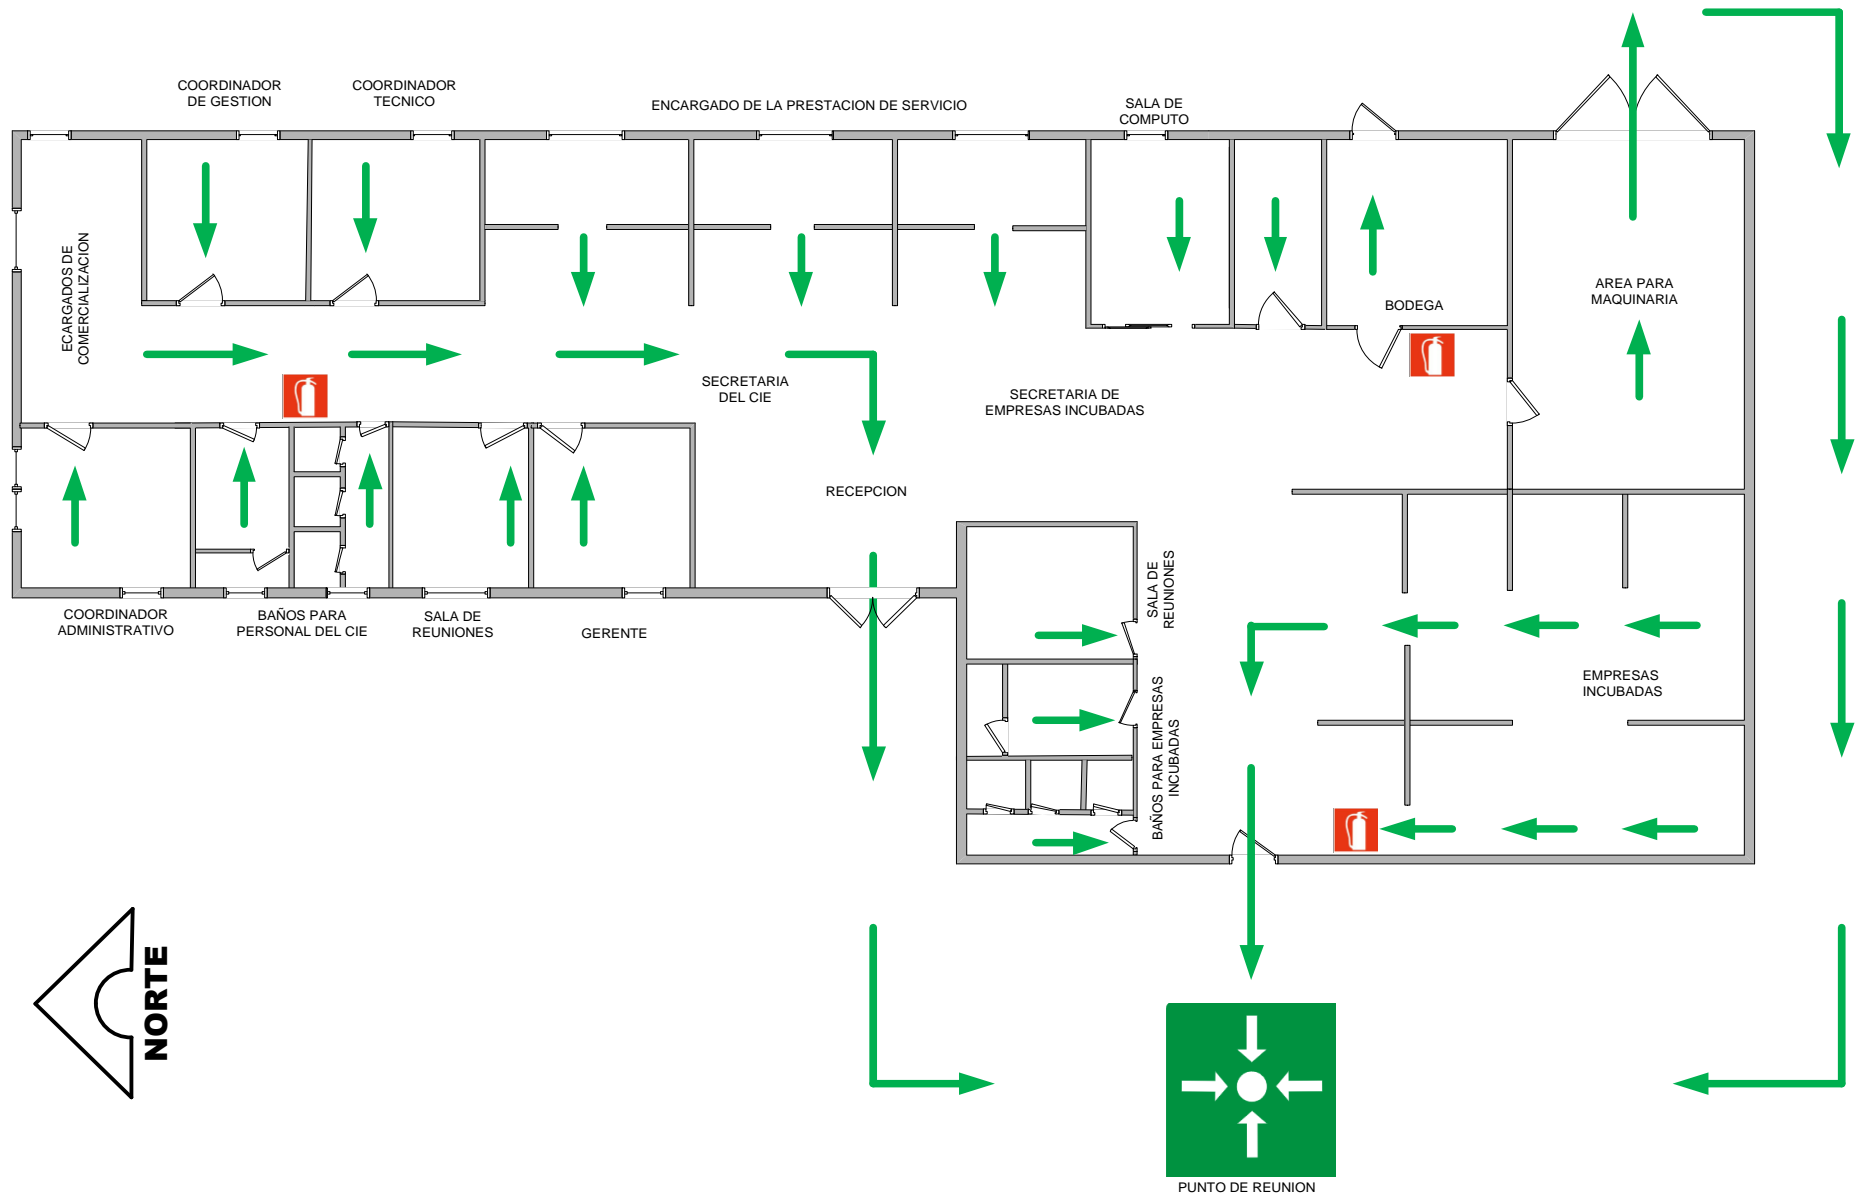 COORDINADOR
DE GESTION
COORDINADOR
TECNICO
ENCARGADO DE LA PRESTACION DE SERVICIO
SALA DE
COMPUTO
ECARGADOS DE
COMERCIALIZACION
AREA PARA
MAQUINARIA
BODEGA
SECRETARIA
DEL CIE
SECRETARIA DE
EMPRESAS INCUBADAS
RECEPCION
COORDINADOR
ADMINISTRATIVO
BAÑOS PARA
PERSONAL DEL CIE
SALA DE
REUNIONES
GERENTE
SALA DE
REUNIONES
EMPRESAS
INCUBADAS
BAÑOS PARA EMPRESAS
INCUBADAS
NORTE
PUNTO DE REUNION